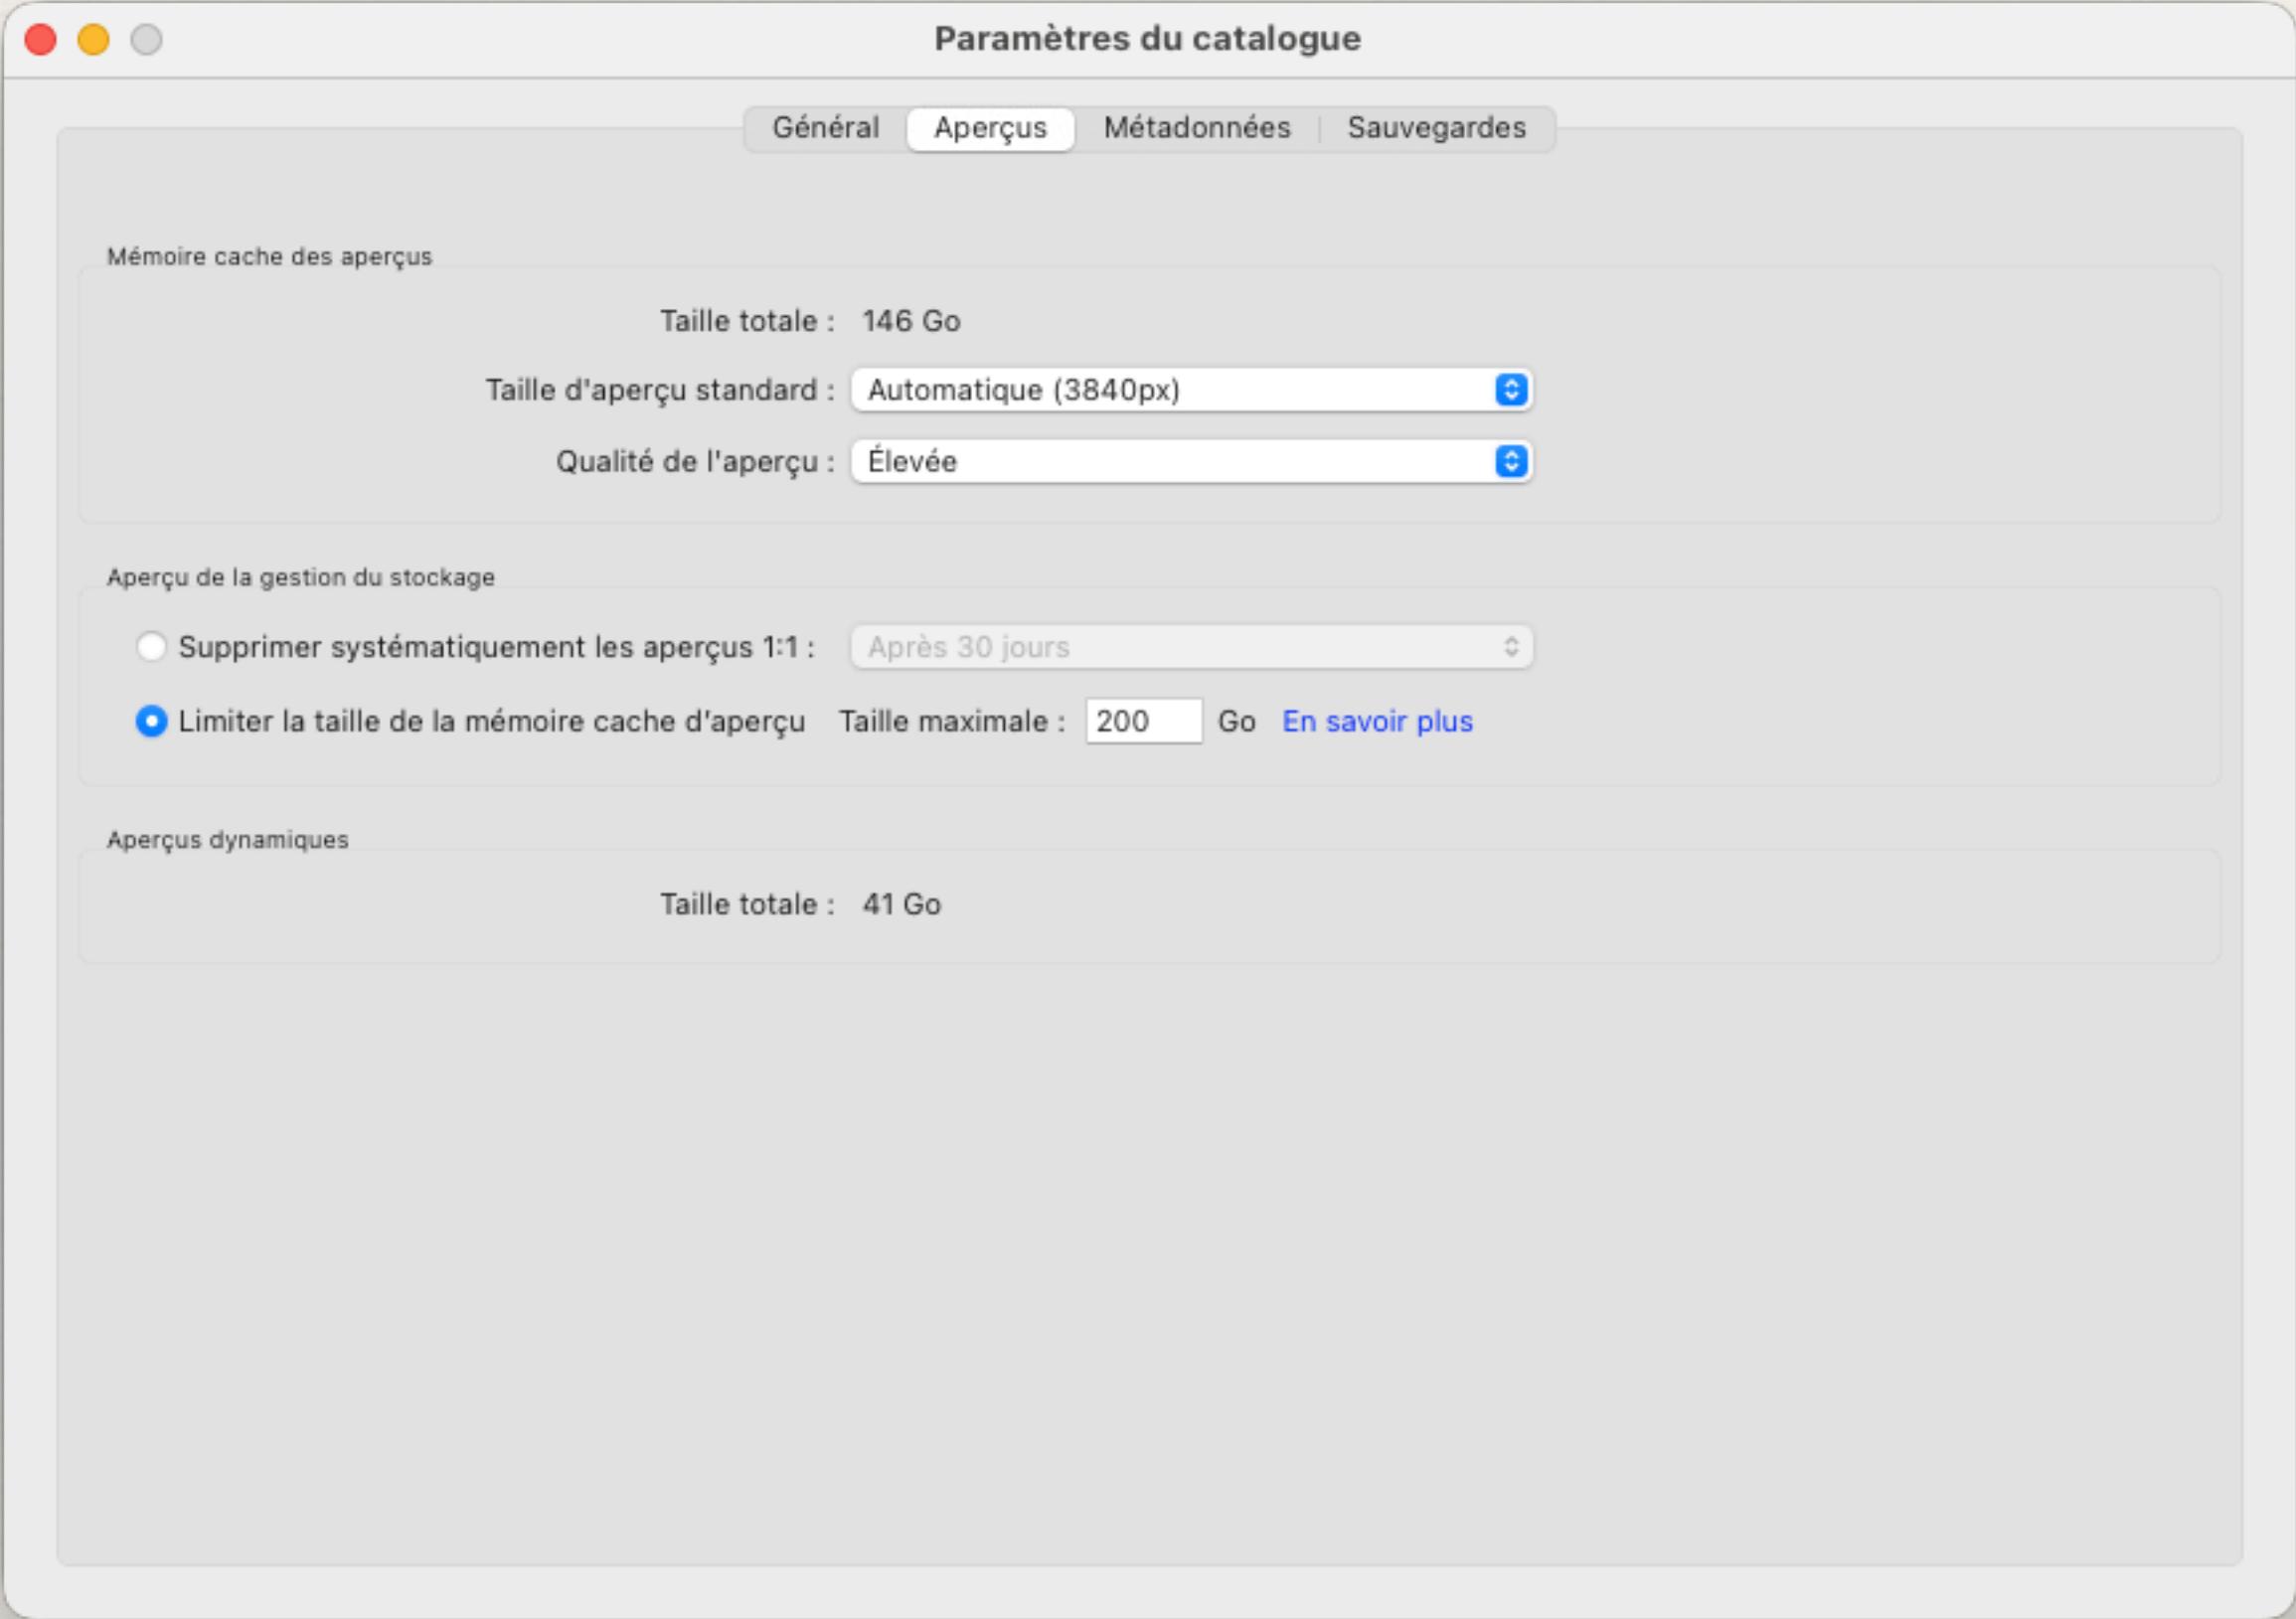 Paramètres du catalogue
Général Aperçus Métadonnées Sauvegardes
Mémoire cache des aperçus
Taille totale : 146 Go
Taille d'aperçu standard : Automatique (3840px)
Qualité de l'aperçu : Élevée
Aperçu de la gestion du stockage
Supprimer systématiquement les aperçus 1:1 : Après 30 jours
Limiter la taille de la mémoire cache d'aperçu Taille maximale : 200 Go En savoir plus
Aperçus dynamiques
Taille totale : 41 Go